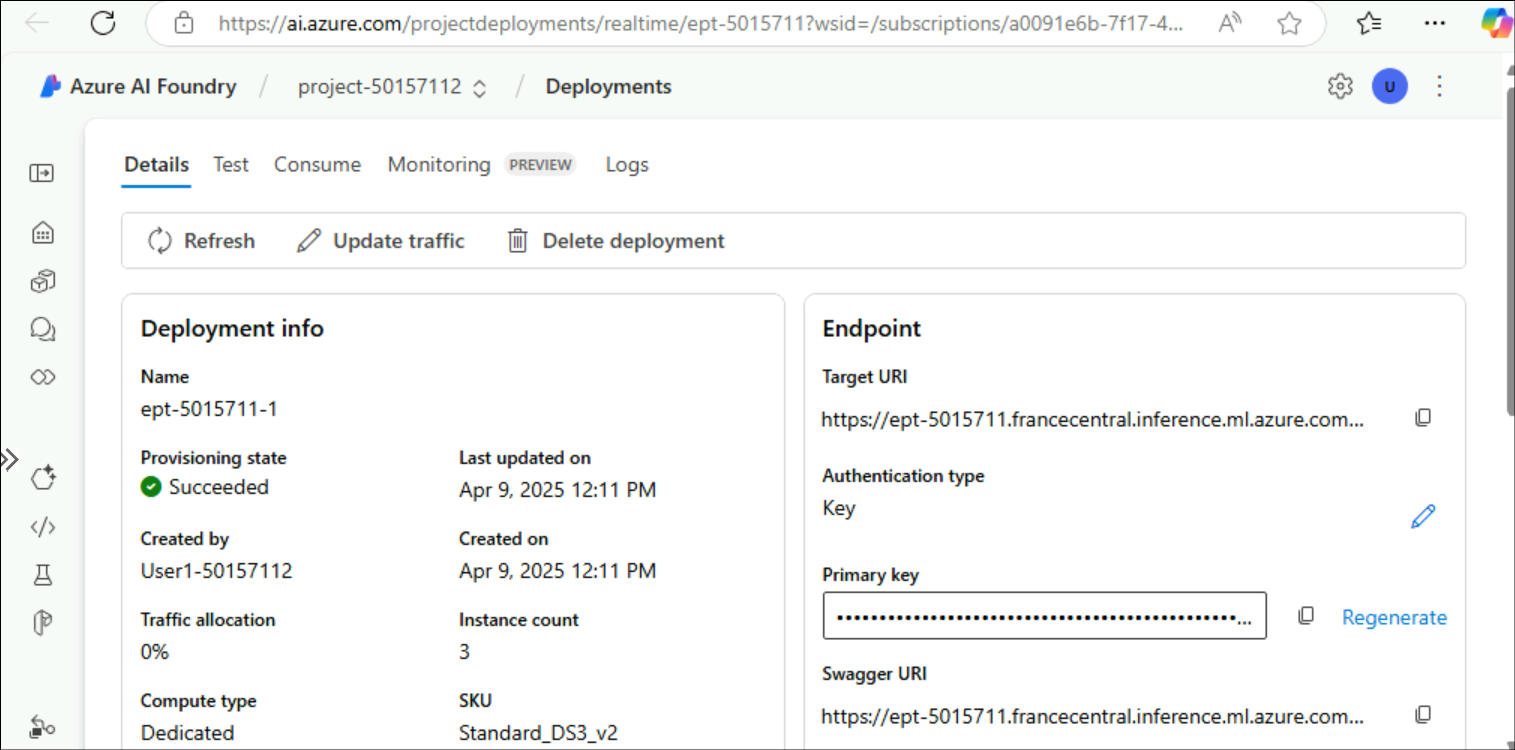 https://ai.azure.com/projectdeployments/realtime/ept-5015711?wsid=/subscriptions/a0091e6b-7f17-4...
Azure AI Foundry / project-50157112 / Deployments
U
Details Test Consume Monitoring PREVIEW Logs
Refresh Update traffic Delete deployment
Deployment info
Name
ept-5015711-1
Provisioning state Last updated on
Succeeded Apr 9, 2025 12:11 PM
Created by Created on
User1-50157112 Apr 9, 2025 12:11 PM
Traffic allocation Instance count
0% 3
Compute type SKU
Dedicated Standard_DS3_v2
Endpoint
Target URI
https://ept-5015711.francecentral.inference.ml.azure.com...
Authentication type
Key
Primary key
••••••••••••••••••••••••••••••••••••••••••••••••... Regenerate
Swagger URI
https://ept-5015711.francecentral.inference.ml.azure.com...